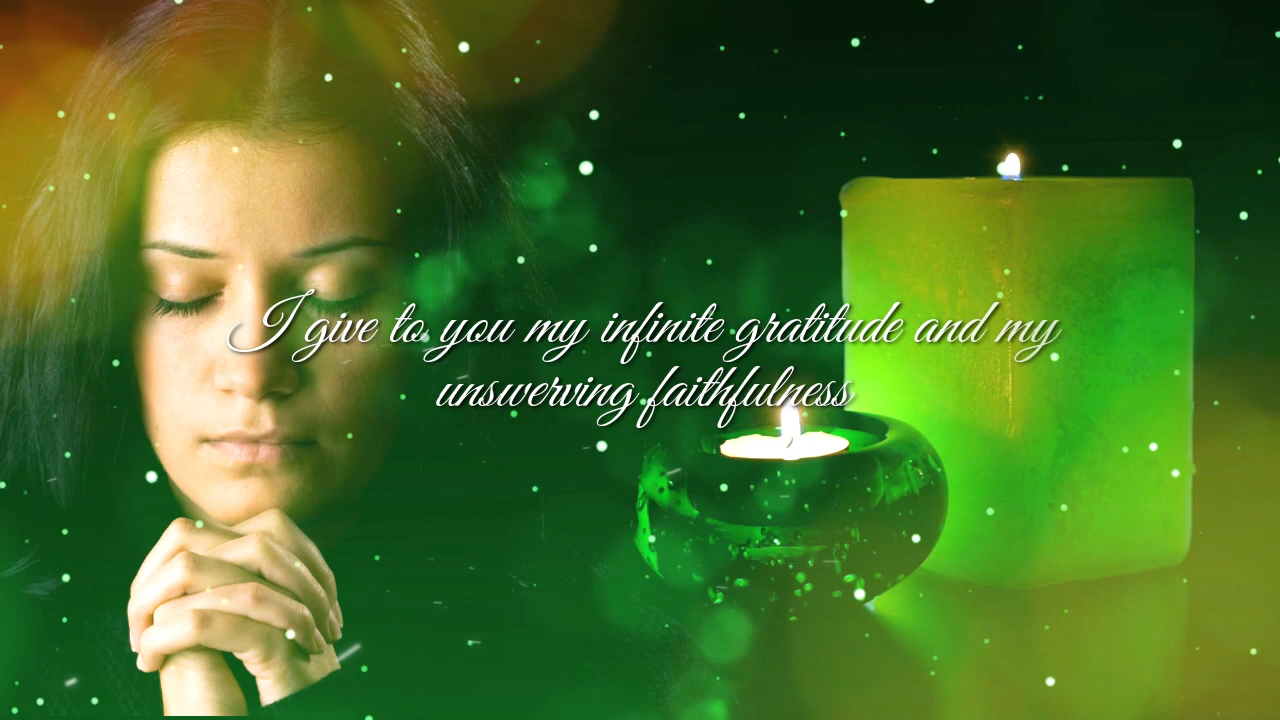 I give to you my infinite gratitude and my
unswerving faithfulness